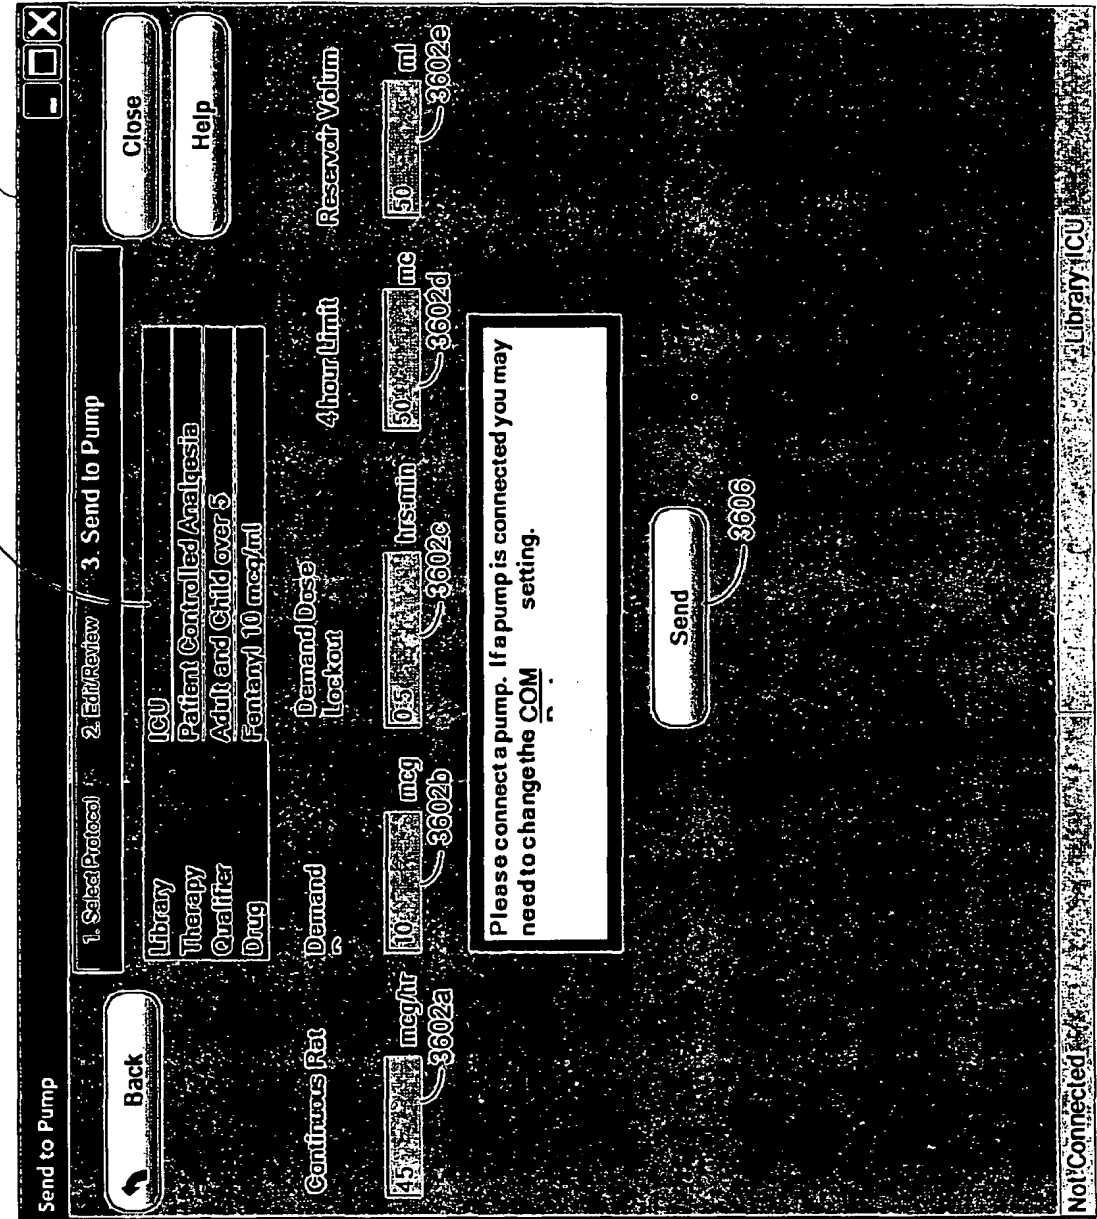 Send to Pump
Back
1. Select Protocol 2. Edit/Review 3. Send to Pump
Close
Help
Library ICU
Therapy Patient Controlled Analgesia
Qualifier Adult and Child over 5
Drug Fentanyl 10 mcg/ml
Continuous Rat
Demand
Demand Dose
Lockout
4 hour Limit
Reservoir Volum
45 mcg/hr
10 mcg
0:5 hrs:min
50 mc
50 ml
3602a
3602b
3602c
3602d
3602e
Please connect a pump. If a pump is connected you may
need to change the COM setting.
Send
3606
Not Connected
Library ICU